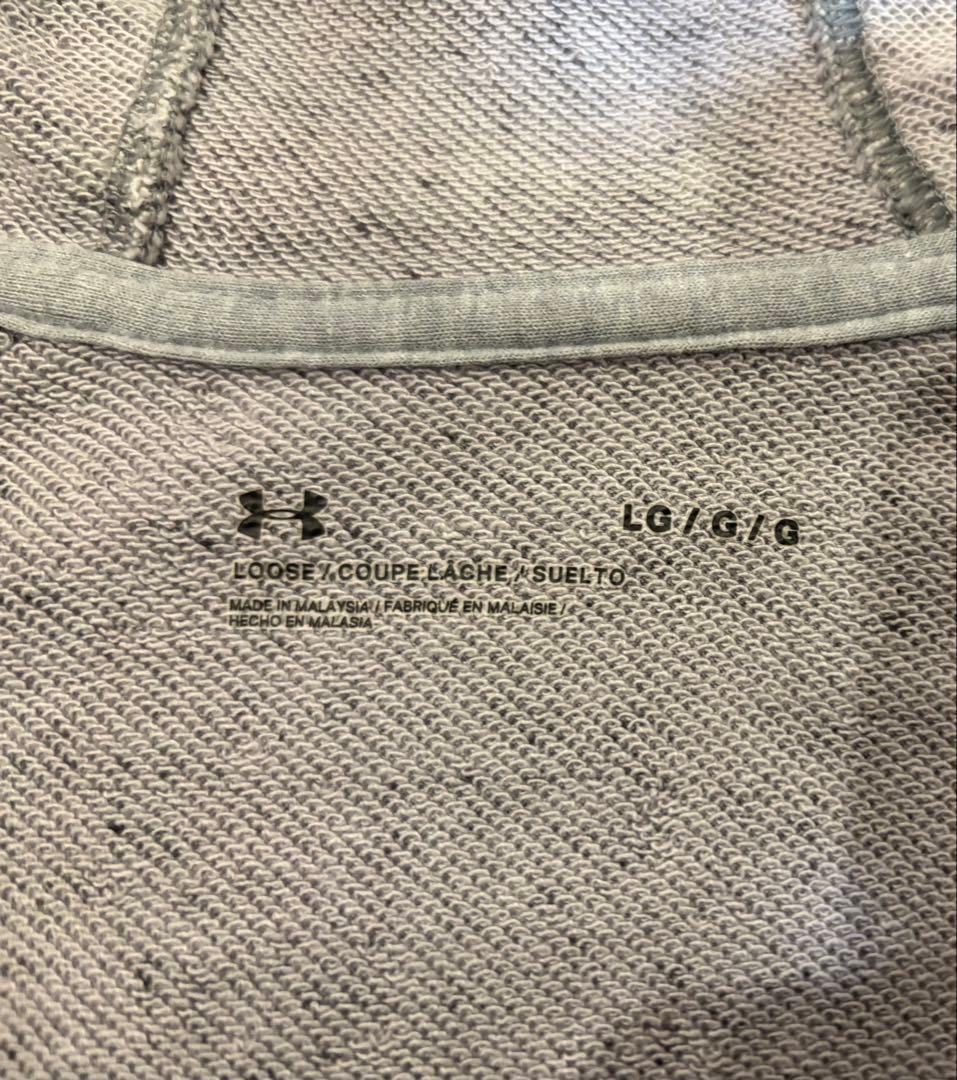 LG / G / G
LOOSE / COUPE LÂCHE / SUELTO
MADE IN MALAYSIA / FABRIQUÉ EN MALAISIE /
HECHO EN MALASIA